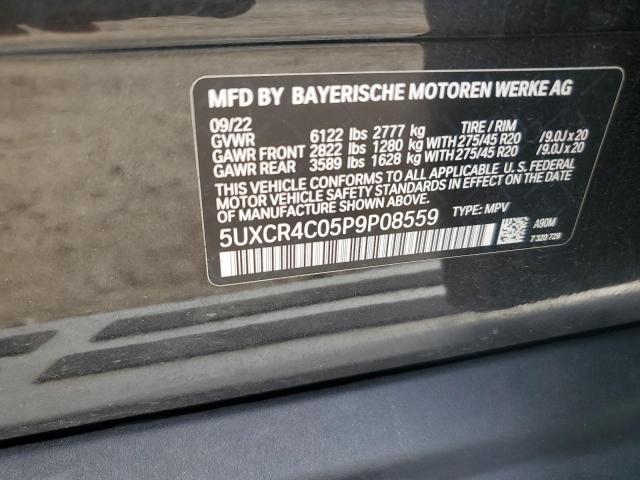 MFD BY BAYERISCHE MOTOREN WERKE AG
09/22 TIRE / RIM
GVWR 6122 lbs 2777 kg
GAWR FRONT 2822 lbs 1280 kg WITH 275/45 R20 /9.0J x 20
GAWR REAR 3589 lbs 1628 kg WITH 275/45 R20 /9.0J x 20
THIS VEHICLE CONFORMS TO ALL APPLICABLE U.S. FEDERAL
MOTOR VEHICLE SAFETY STANDARDS IN EFFECT ON THE DATE
OF MANUFACTURE SHOWN ABOVE.
5UXCR4C05P9P08559 TYPE: MPV
A90M
7320729